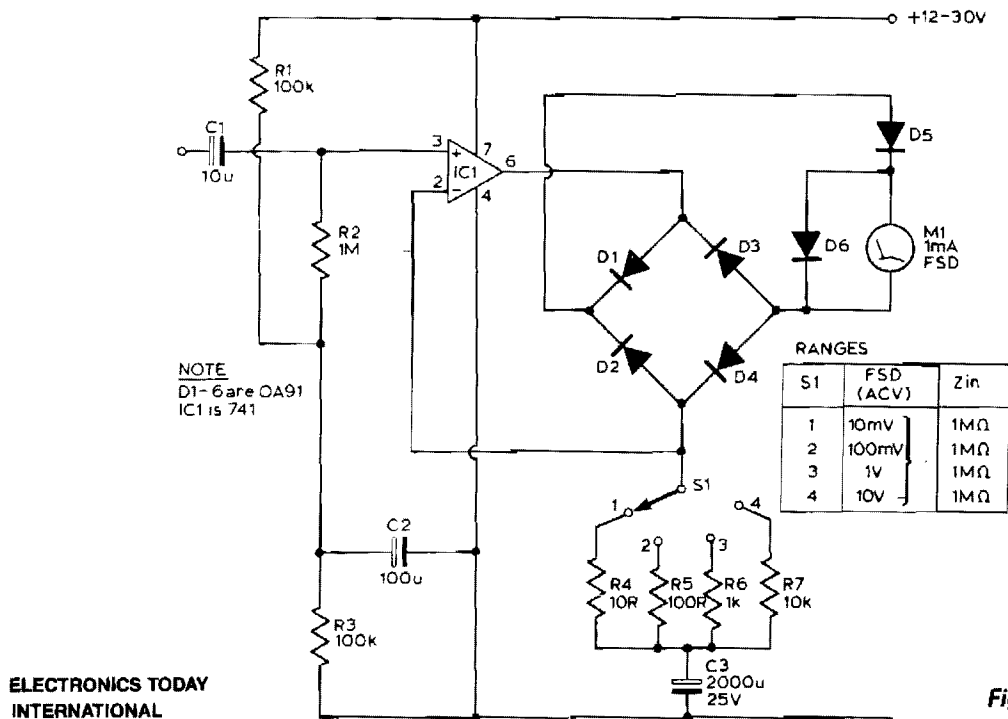 +12-30V
R1
100k
C1
10u
3
7
6
IC1
2
4
+
−
R2
1M
D5
D6
M1
1mA
FSD
D1
D3
D2
D4
NOTE
D1-6 are OA91
IC1 is 741
RANGES
S1 FSD (ACV) Zin
1 10mV 1MΩ
2 100mV 1MΩ
3 1V 1MΩ
4 10V 1MΩ
S1
1
2
3
4
C2
100u
R3
100k
R4
10R
R5
100R
R6
1k
R7
10k
C3
2000u
25V
ELECTRONICS TODAY
INTERNATIONAL
Fi